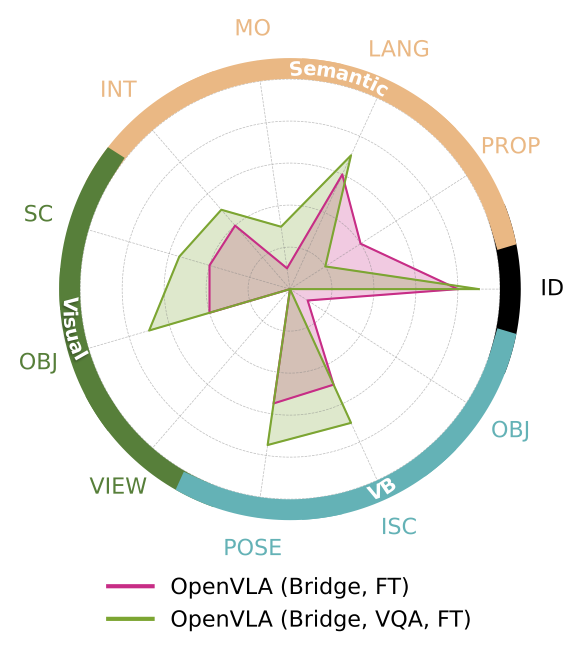 MO
LANG
Semantic
INT
PROP
SC
ID
Visual
OBJ
OBJ
VIEW
VB
ISC
POSE
OpenVLA (Bridge, FT)
OpenVLA (Bridge, VQA, FT)